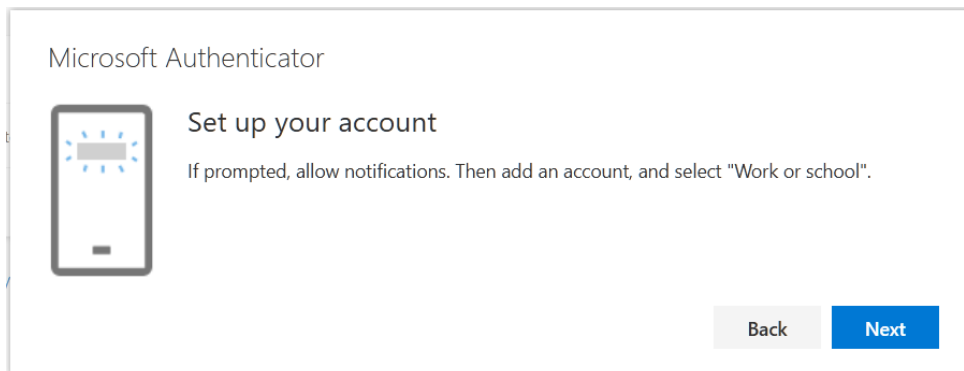 Microsoft Authenticator
Set up your account
If prompted, allow notifications. Then add an account, and select "Work or school".
Back
Next